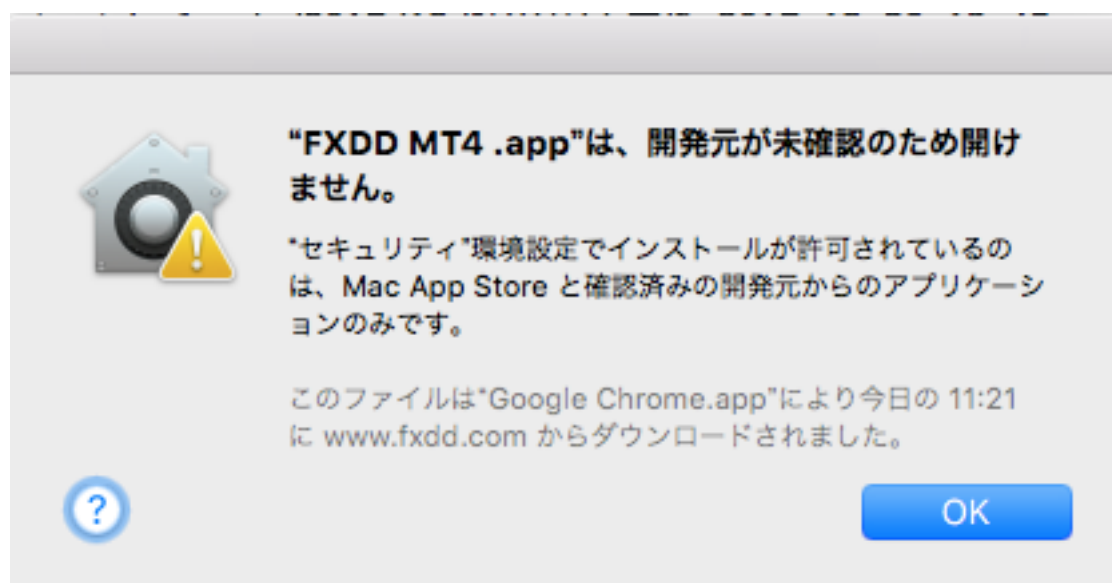 “FXDD MT4 .app”は、開発元が未確認のため開け
ません。
“セキュリティ”環境設定でインストールが許可されているの
は、Mac App Store と確認済みの開発元からのアプリケーシ
ョンのみです。
このファイルは“Google Chrome.app”により今日の 11:21
に www.fxdd.com からダウンロードされました。
?
OK